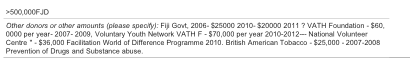 >500,000FJD
Other donors or other amounts (please specify): Fiji Govt, 2006- $25000 2010- $20000 2011 ? VATH Foundation - $60,
0000 per year- 2007- 2009, Voluntary Youth Network VATH F - $70,000 per year 2010-2012--- National Volunteer
Centre " - $36,000 Facilitation World of Difference Programme 2010. British American Tobacco - $25,000 - 2007-2008
Prevention of Drugs and Substance abuse.